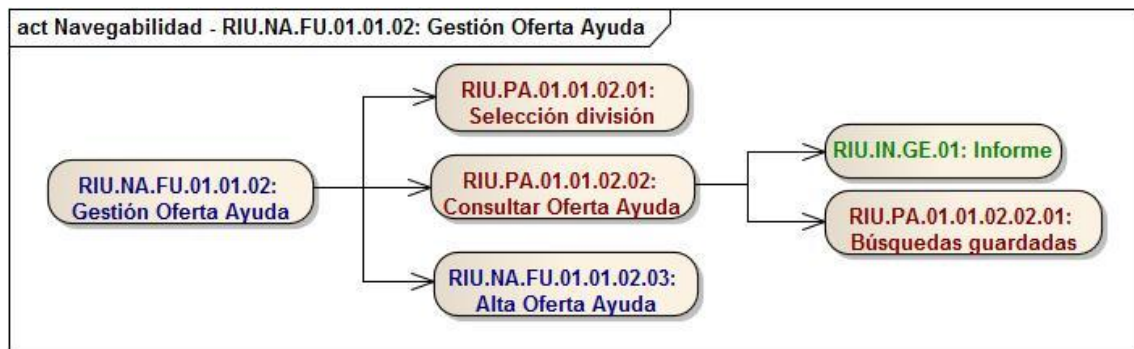 act Navegabilidad - RIU.NA.FU.01.01.02: Gestión Oferta Ayuda
RIU.PA.01.01.02.01:
Selección división
RIU.NA.FU.01.01.02:
Gestión Oferta Ayuda
RIU.PA.01.01.02.02:
Consultar Oferta Ayuda
RIU.IN.GE.01: Informe
RIU.PA.01.01.02.02.01:
Búsquedas guardadas
RIU.NA.FU.01.01.02.03:
Alta Oferta Ayuda